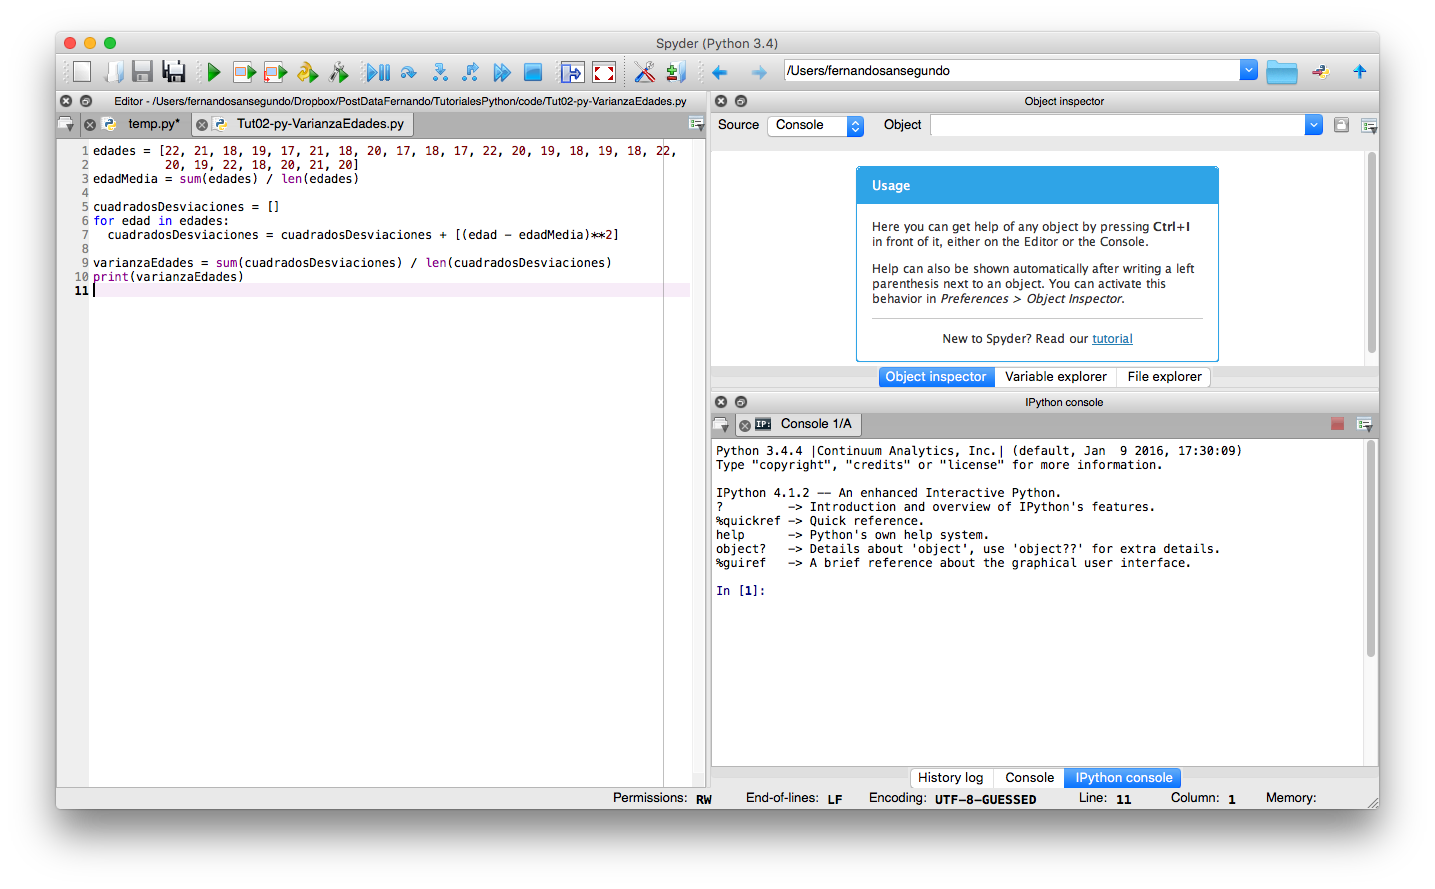 Spyder (Python 3.4)
/Users/fernandosansegundo
Editor - /Users/fernandosansegundo/Dropbox/PostDataFernando/TutorialesPython/code/Tut02-py-VarianzaEdades.py
temp.py*
Tut02-py-VarianzaEdades.py
1 edades = [22, 21, 18, 19, 17, 21, 18, 20, 17, 18, 17, 22, 20, 19, 18, 19, 18, 22,
2 20, 19, 22, 18, 20, 21, 20]
3 edadMedia = sum(edades) / len(edades)
4
5 cuadradosDesviaciones = []
6 for edad in edades:
7 cuadradosDesviaciones = cuadradosDesviaciones + [(edad - edadMedia)**2]
8
9 varianzaEdades = sum(cuadradosDesviaciones) / len(cuadradosDesviaciones)
10 print(varianzaEdades)
11
Object inspector
Source Console Object
Usage
Here you can get help of any object by pressing Ctrl+I
in front of it, either on the Editor or the Console.
Help can also be shown automatically after writing a left
parenthesis next to an object. You can activate this
behavior in Preferences > Object Inspector.
New to Spyder? Read our tutorial
Object inspector Variable explorer File explorer
IPython console
IP: Console 1/A
Python 3.4.4 |Continuum Analytics, Inc.| (default, Jan  9 2016, 17:30:09)
Type "copyright", "credits" or "license" for more information.
IPython 4.1.2 -- An enhanced Interactive Python.
? -> Introduction and overview of IPython's features.
%quickref -> Quick reference.
help -> Python's own help system.
object? -> Details about 'object', use 'object??' for extra details.
%guiref -> A brief reference about the graphical user interface.
In [1]:
History log Console IPython console
Permissions: RW End-of-lines: LF Encoding: UTF-8-GUESSED Line: 11 Column: 1 Memory: